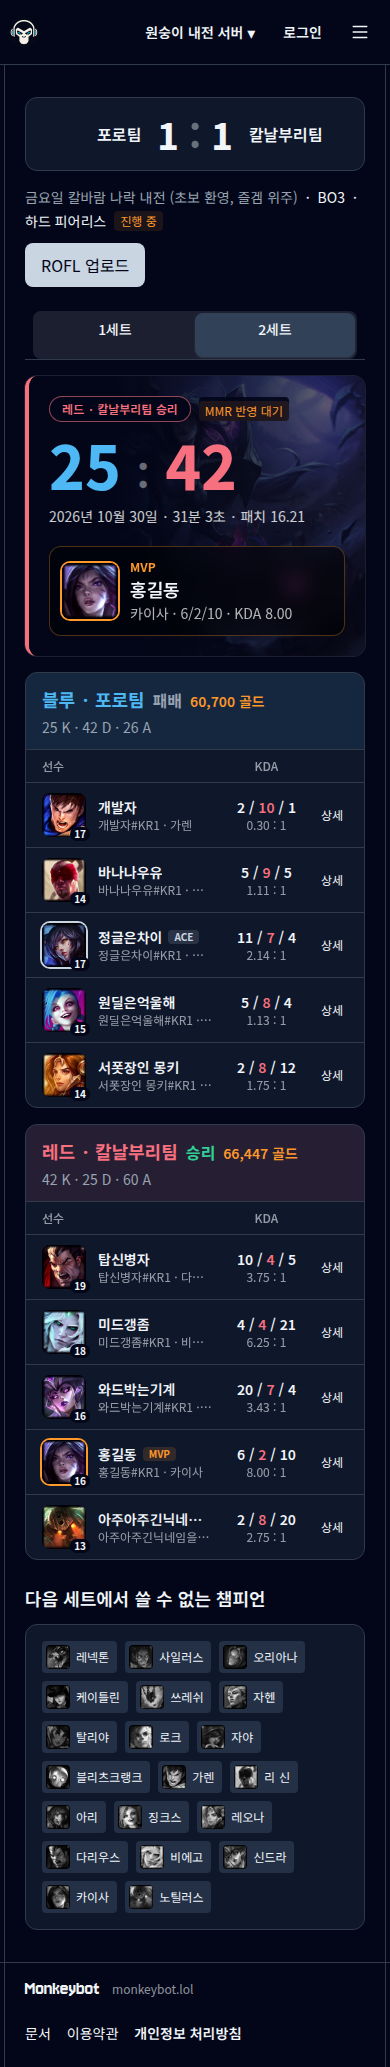 원숭이 내전 서버 ▾ 로그인
포로팀 1 : 1 칼날부리팀
금요일 칼바람 나락 내전 (초보 환영, 즐겜 위주) · BO3 ·
하드 피어리스 진행 중
ROFL 업로드
1세트 2세트
레드 · 칼날부리팀 승리 MMR 반영 대기
25 : 42
2026년 10월 30일 · 31분 3초 · 패치 16.21
MVP
홍길동
카이사 · 6/2/10 · KDA 8.00
블루 · 포로팀 패배 60,700 골드
25 K · 42 D · 26 A
선수 KDA
개발자 2 / 10 / 1 상세
개발자#KR1 · 가렌 0.30 : 1
17
바나나우유 5 / 9 / 5 상세
바나나우유#KR1 · ··· 1.11 : 1
14
정글은차이 ACE 11 / 7 / 4 상세
정글은차이#KR1 · ··· 2.14 : 1
17
원딜은억울해 5 / 8 / 4 상세
원딜은억울해#KR1 ···· 1.13 : 1
15
서폿장인 몽키 2 / 8 / 12 상세
서폿장인 몽키#KR1 ··· 1.75 : 1
14
레드 · 칼날부리팀 승리 66,447 골드
42 K · 25 D · 60 A
선수 KDA
탑신병자 10 / 4 / 5 상세
탑신병자#KR1 · 다··· 3.75 : 1
19
미드갱좀 4 / 4 / 21 상세
미드갱좀#KR1 · 비··· 6.25 : 1
18
와드박는기계 20 / 7 / 4 상세
와드박는기계#KR1 ···· 3.43 : 1
16
홍길동 MVP 6 / 2 / 10 상세
홍길동#KR1 · 카이사 8.00 : 1
16
아주아주긴닉네··· 2 / 8 / 20 상세
아주아주긴닉네임을··· 2.75 : 1
13
다음 세트에서 쓸 수 없는 챔피언
레넥톤 사일러스 오리아나
케이틀린 쓰레쉬 자헨
탈리야 로크 자야
블리츠크랭크 가렌 리 신
아리 징크스 레오나
다리우스 비에고 신드라
카이사 노틸러스
Monkeybot monkeybot.lol
문서 이용약관 개인정보 처리방침